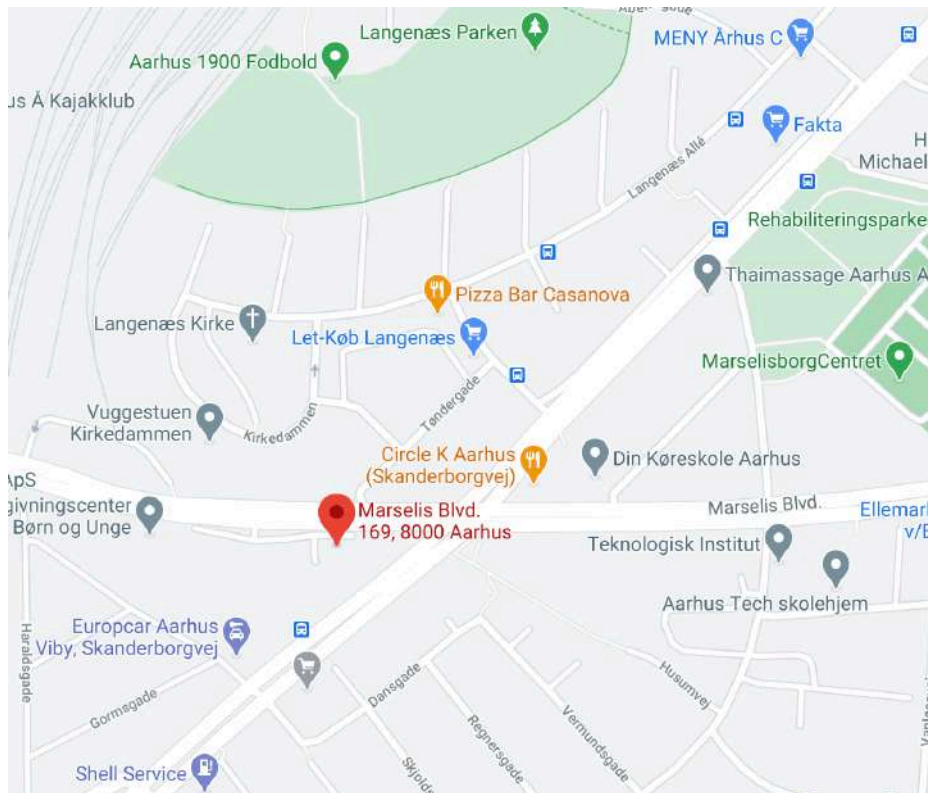 Langenæs Parken
MENY Århus C
Aarhus 1900 Fodbold
us Å Kajakklub
Fakta
H
Michael
Langenæs Allé
Rehabiliteringsparke
Thaimassage Aarhus A
Pizza Bar Casanova
Langenæs Kirke
Let-Køb Langenæs
MarselisborgCentret
Vuggestuen
Kirkedammen
Kirkedammen
Tøndergade
Circle K Aarhus
(Skanderborgvej)
Din Køreskole Aarhus
ApS
givningscenter
Børn og Unge
Marselis Blvd.
169, 8000 Aarhus
Marselis Blvd.
Ellemar
v/E
Teknologisk Institut
Aarhus Tech skolehjem
Europcar Aarhus
Viby, Skanderborgvej
Haraldsgade
Gormsgade
Dansgade
Husumvej
Regnersgade
Vermundsgade
Skjold
Shell Service